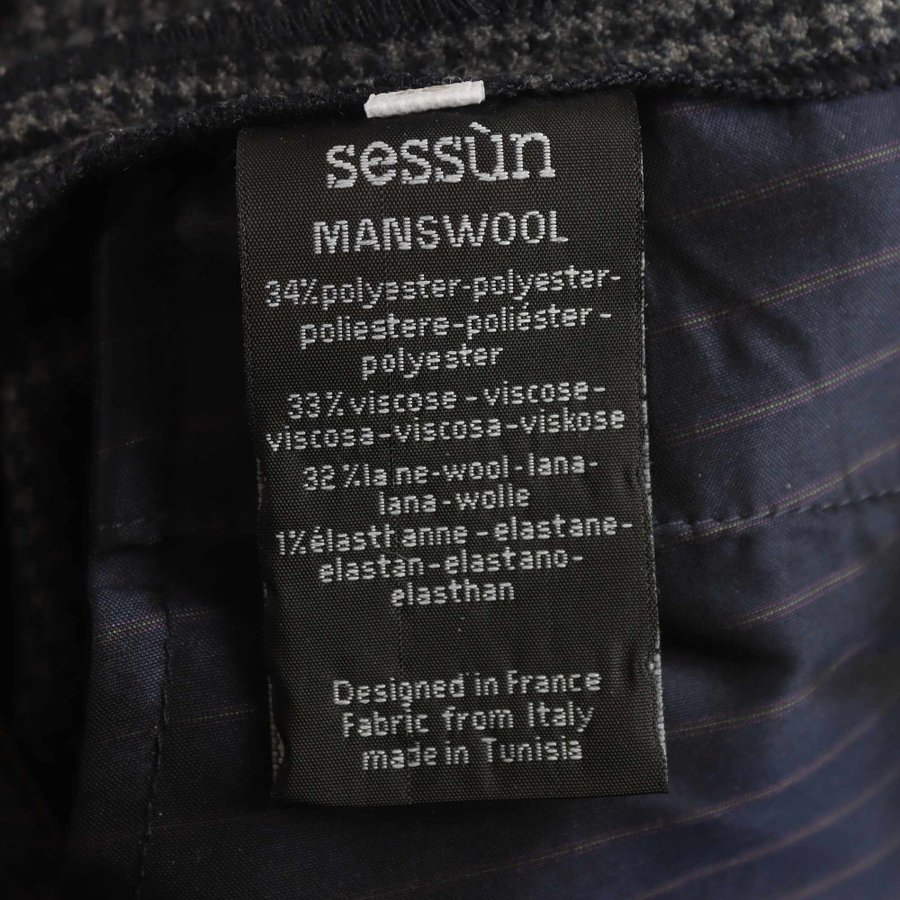 sessùn
MANSWOOL
34%polyester-polyester-
poliestere-poliéster-
polyester
33%viscose-viscose-
viscosa-viscosa-viskose
32%laine-wool-lana-
lana-wolle
1%élasthanne-elastane-
elastan-elastano-
elasthan
Designed in France
Fabric from Italy
made in Tunisia